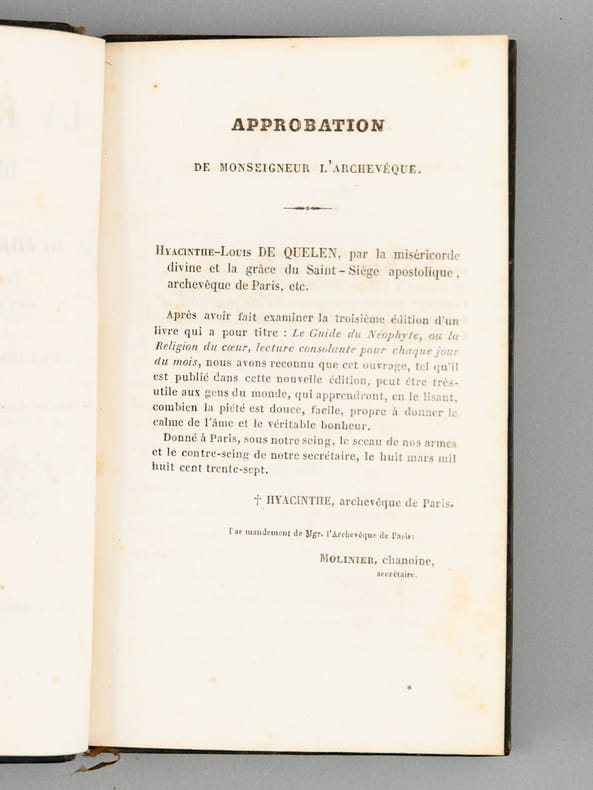 APPROBATION
DE MONSEIGNEUR L'ARCHEVÊQUE.
HYACINTHE-LOUIS DE QUELEN, par la miséricorde
divine et la grâce du Saint-Siége apostolique,
archevêque de Paris, etc.
Après avoir fait examiner la troisième édition d'un
livre qui a pour titre : Le Guide du Néophyte, ou la
Religion du cœur, lecture consolante pour chaque jour
du mois, nous avons reconnu que cet ouvrage, tel qu'il
est publié dans cette nouvelle édition, peut être très-
utile aux gens du monde, qui apprendront, en le lisant,
combien la piété est douce, facile, propre à donner le
calme de l'âme et le véritable bonheur.
Donné à Paris, sous notre seing, le sceau de nos armes
et le contre-seing de notre secrétaire, le huit mars mil
huit cent trente-sept.
† HYACINTHE, archevêque de Paris.
Par mandement de Mgr. l'Archevêque de Paris:
MOLINIER, chanoine,
secrétaire.
*